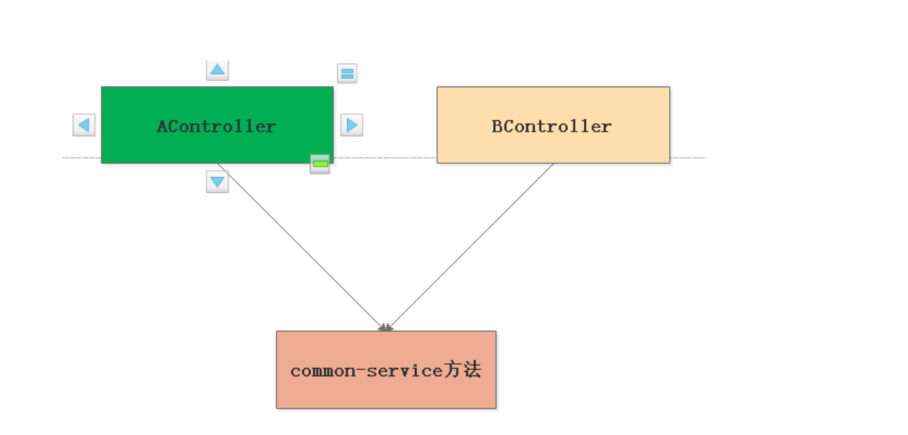 AController
BController
common-service方法